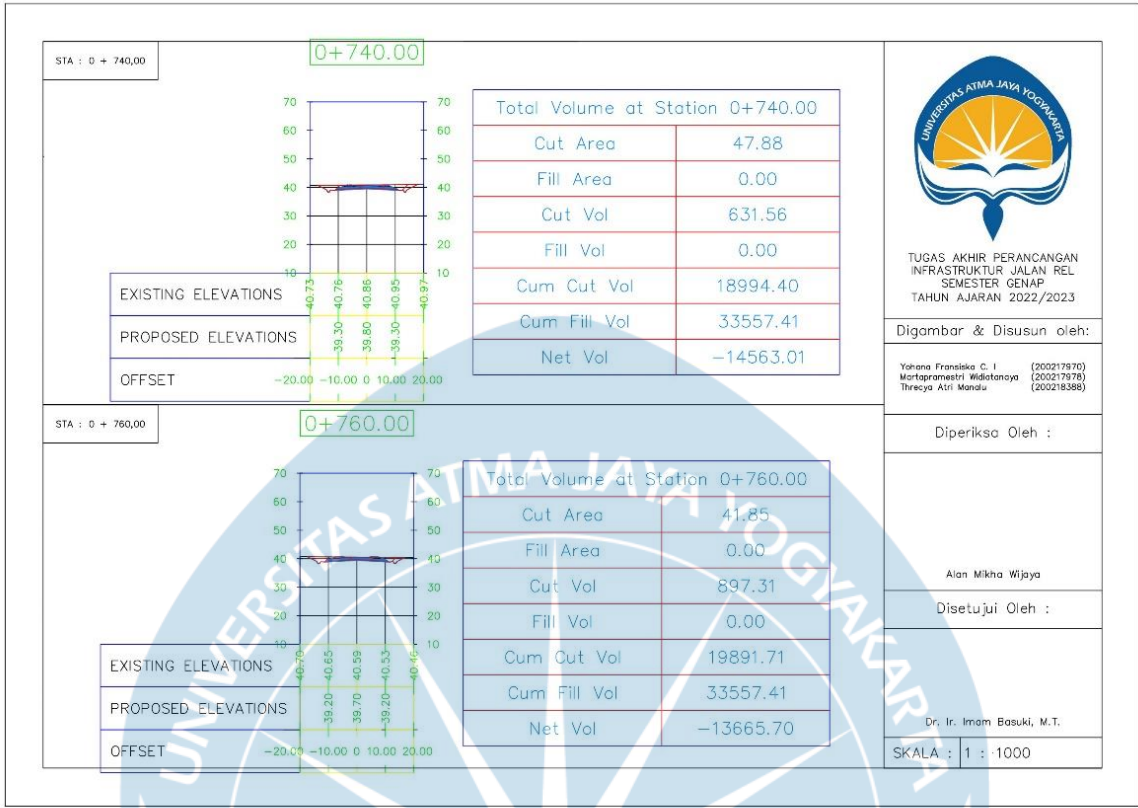 STA : 0 + 740,00
0+740.00
70 70
60 60
50 50
40 40
30 30
20 20
10 10
EXISTING ELEVATIONS 40.73 40.76 40.86 40.95 40.97
PROPOSED ELEVATIONS 39.30 39.80 39.30
OFFSET -20.00 -10.00 0 10.00 20.00
Total Volume at Station 0+740.00
Cut Area 47.88
Fill Area 0.00
Cut Vol 631.56
Fill Vol 0.00
Cum Cut Vol 18994.40
Cum Fill Vol 33557.41
Net Vol -14563.01
STA : 0 + 760,00
0+760.00
70 70
60 60
50 50
40 40
30 30
20 20
10 10
EXISTING ELEVATIONS 40.70 40.65 40.59 40.53 40.46
PROPOSED ELEVATIONS 39.20 39.70 39.20
OFFSET -20.00 -10.00 0 10.00 20.00
Total Volume at Station 0+760.00
Cut Area 41.85
Fill Area 0.00
Cut Vol 897.31
Fill Vol 0.00
Cum Cut Vol 19891.71
Cum Fill Vol 33557.41
Net Vol -13665.70
UNIVERSITAS ATMA JAYA YOGYAKARTA
UNIVERSITAS ATMA JAYA YOGYAKARTA
TUGAS AKHIR PERANCANGAN
INFRASTRUKTUR JALAN REL
SEMESTER GENAP
TAHUN AJARAN 2022/2023
Digambar & Disusun oleh:
Yohana Fransiska C. I (200217970)
Martapramestri Widiatanaya (200217978)
Threcya Atri Manalu (200218388)
Diperiksa Oleh :
Alan Mikha Wijaya
Disetujui Oleh :
Dr. Ir. Imam Basuki, M.T.
SKALA : 1 : 1000